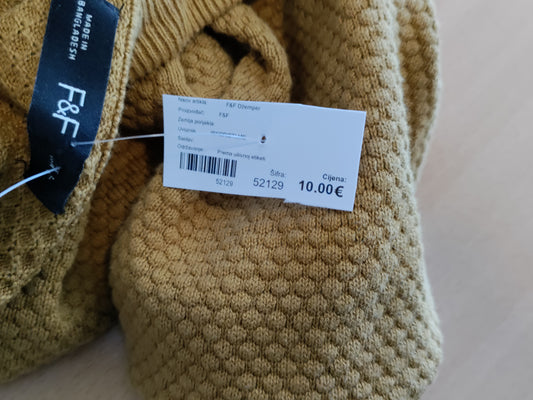 F&F
MADE IN
BANGLADESH
Naziv artikla: F&F Džemper
Proizvođač: F&F
Zemlja porijekla:
Uvoznik:
Sastav:
Održavanje: Prema ušivnoj etiketi
52129
Šifra:
52129
Cijena:
10.00€